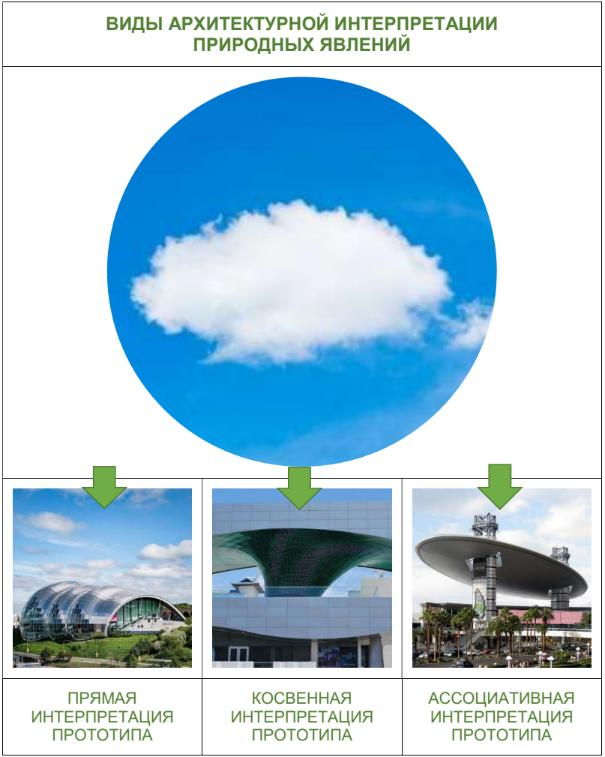 ВИДЫ АРХИТЕКТУРНОЙ ИНТЕРПРЕТАЦИИ
ПРИРОДНЫХ ЯВЛЕНИЙ
ПРЯМАЯ
ИНТЕРПРЕТАЦИЯ
ПРОТОТИПА
КОСВЕННАЯ
ИНТЕРПРЕТАЦИЯ
ПРОТОТИПА
АССОЦИАТИВНАЯ
ИНТЕРПРЕТАЦИЯ
ПРОТОТИПА